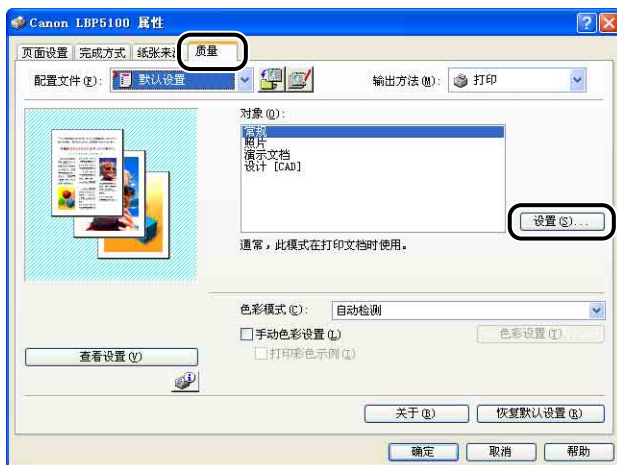 Canon LBP5100 属性
页面设置 完成方式 纸张来 质量
配置文件(F): 默认设置 输出方法(M): 打印
对象(O):
常规
照片
演示文档
设计 [CAD]
设置(S)...
通常，此模式在打印文档时使用。
色彩模式(C): 自动检测
手动色彩设置(L) 色彩设置(T)...
打印彩色示例(I)
查看设置(V)
关于(B) 恢复默认设置(R)
确定 取消 帮助